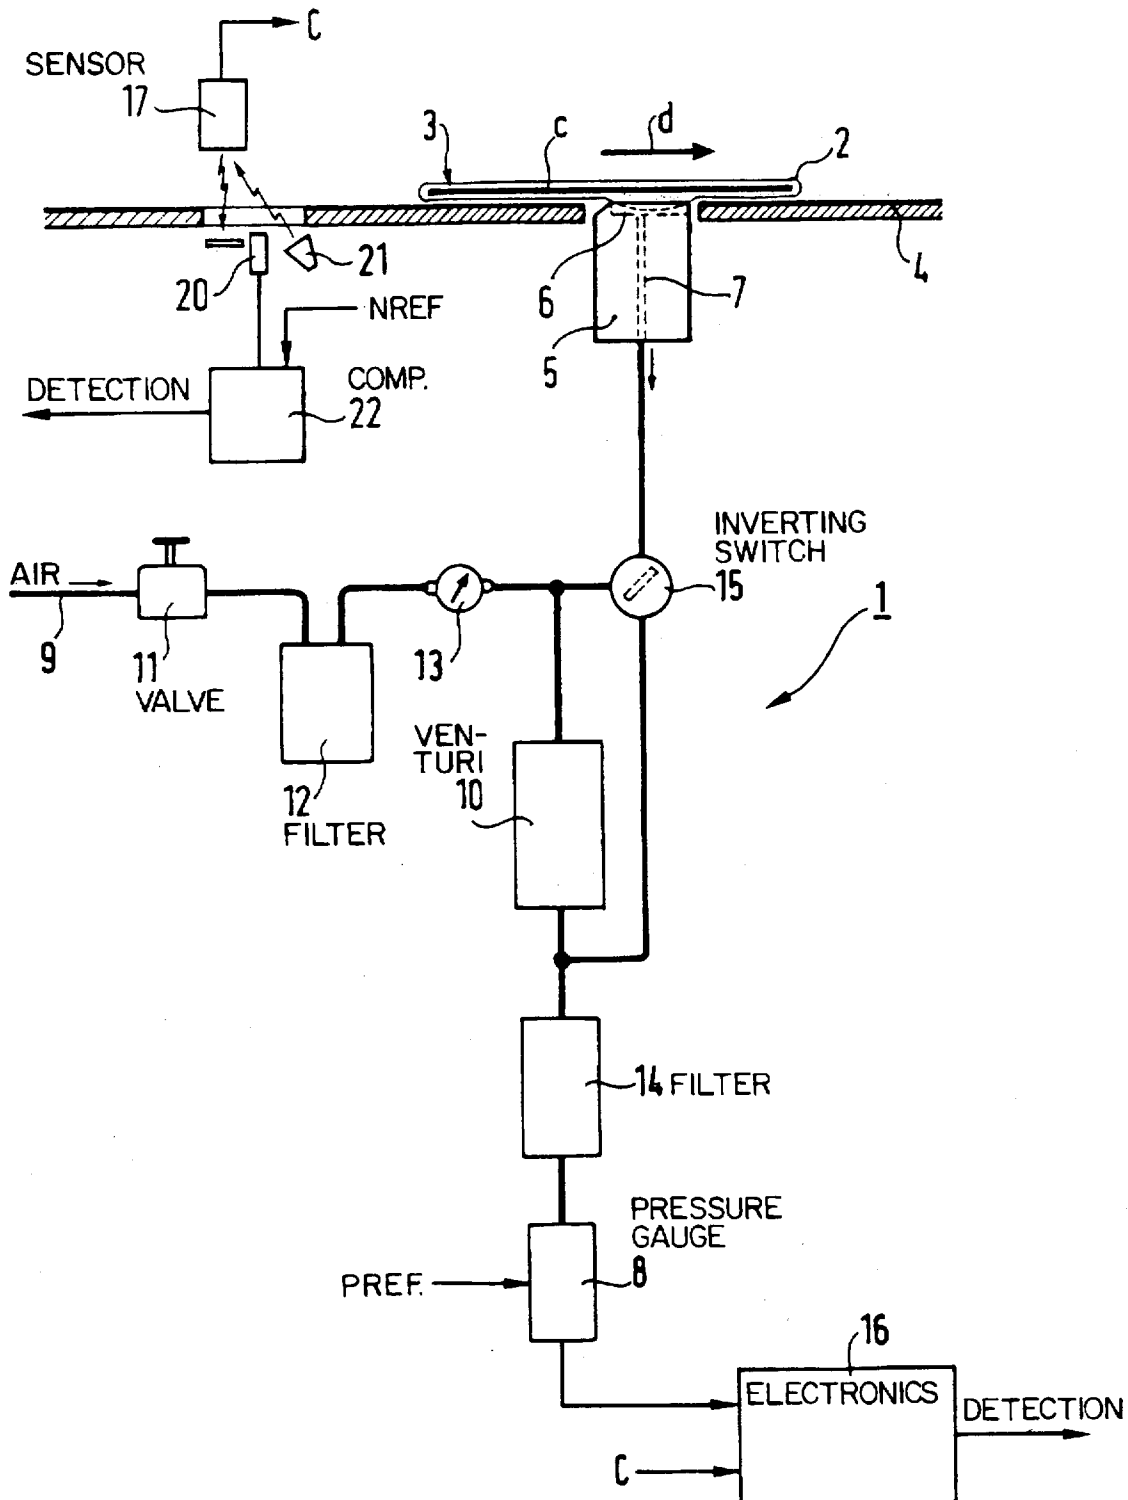 C
SENSOR
17
3
c
d
2
20
21
6
7
4
5
NREF
DETECTION
COMP.
22
INVERTING
SWITCH
15
AIR
9
11
VALVE
13
1
VEN-
TURI
10
12
FILTER
14 FILTER
PRESSURE
GAUGE
8
PREF.
16
ELECTRONICS
DETECTION
C